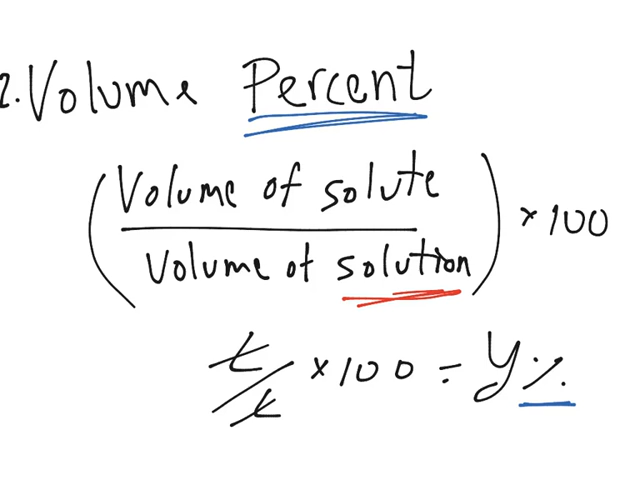 2. Volume Percent
(Volume of solute / Volume of solution) × 100
t/t × 100 = y%